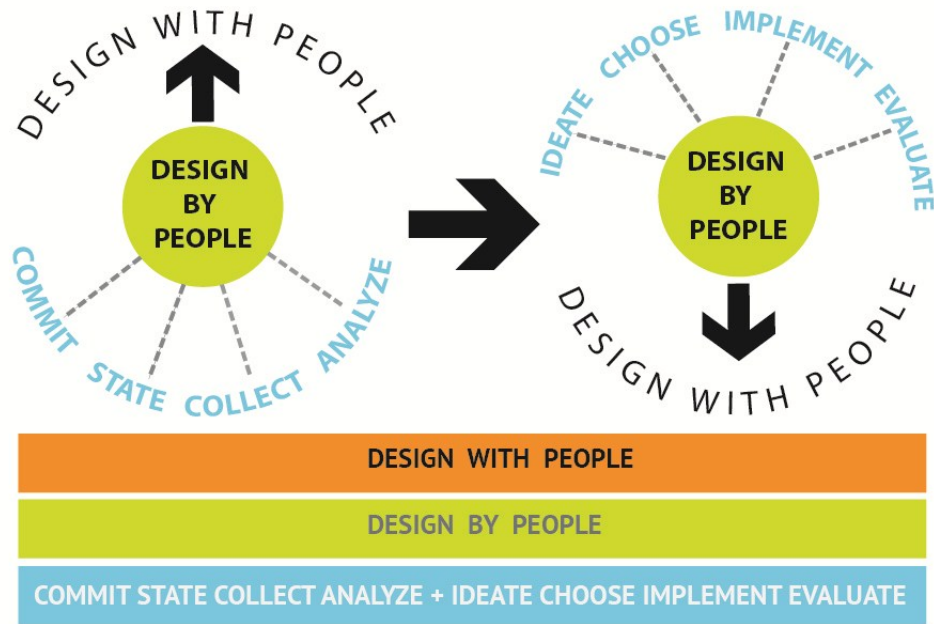 DESIGN WITH PEOPLE
DESIGN
BY
PEOPLE
COMMIT STATE COLLECT ANALYZE
IDEATE CHOOSE IMPLEMENT EVALUATE
DESIGN
BY
PEOPLE
DESIGN WITH PEOPLE
DESIGN WITH PEOPLE
DESIGN BY PEOPLE
COMMIT STATE COLLECT ANALYZE + IDEATE CHOOSE IMPLEMENT EVALUATE